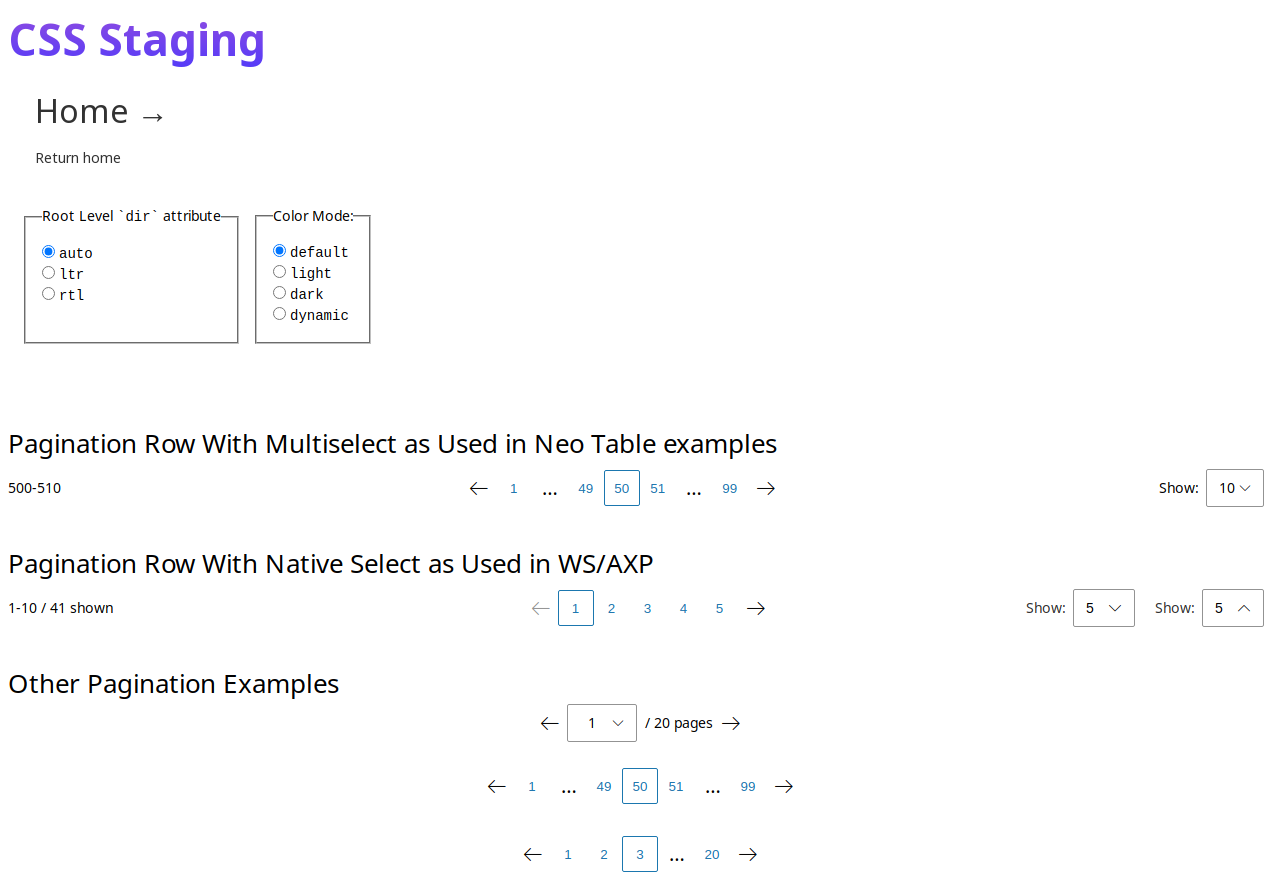 CSS Staging
Home →
Return home
Root Level `dir` attribute
auto
ltr
rtl
Color Mode:
default
light
dark
dynamic
Pagination Row With Multiselect as Used in Neo Table examples
500-510 1 ... 49 50 51 ... 99 Show: 10
Pagination Row With Native Select as Used in WS/AXP
1-10 / 41 shown 1 2 3 4 5 Show: 5 Show: 5
Other Pagination Examples
1 / 20 pages
1 ... 49 50 51 ... 99
1 2 3 ... 20